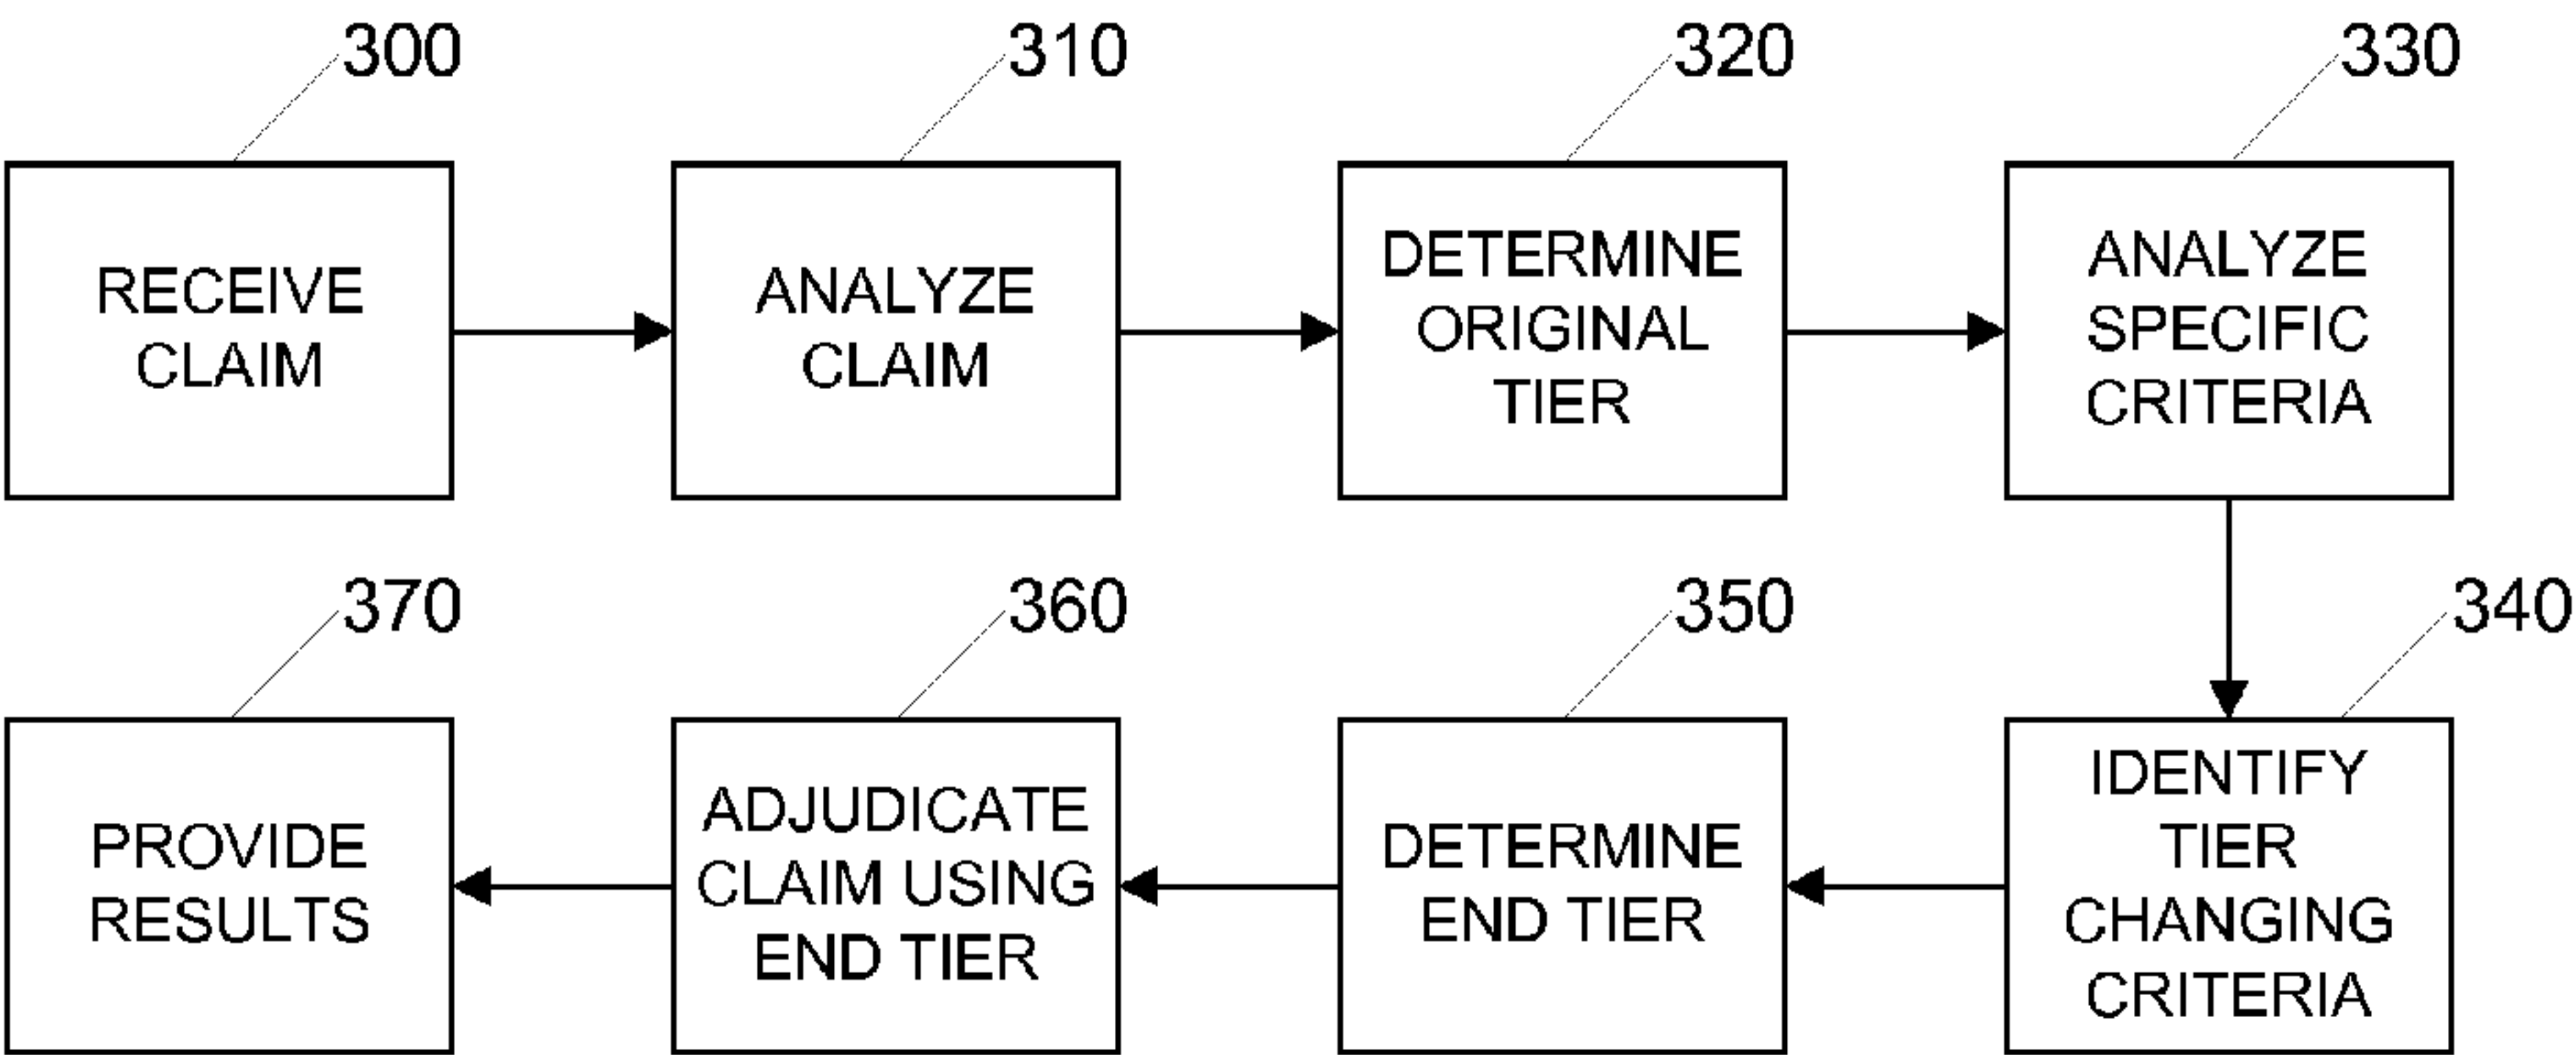 300
RECEIVE
CLAIM
310
ANALYZE
CLAIM
320
DETERMINE
ORIGINAL
TIER
330
ANALYZE
SPECIFIC
CRITERIA
340
IDENTIFY
TIER
CHANGING
CRITERIA
350
DETERMINE
END TIER
360
ADJUDICATE
CLAIM USING
END TIER
370
PROVIDE
RESULTS